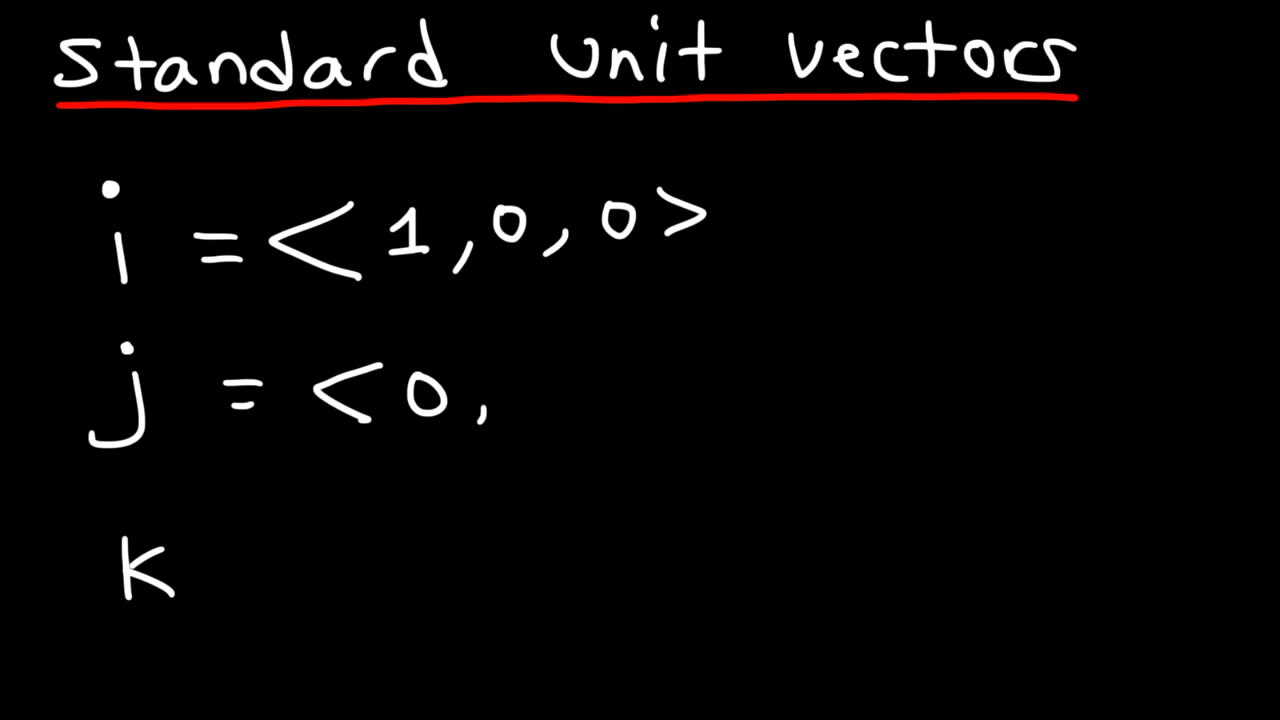 Standard Unit Vectors
i = <1, 0, 0>
j = <0,
K